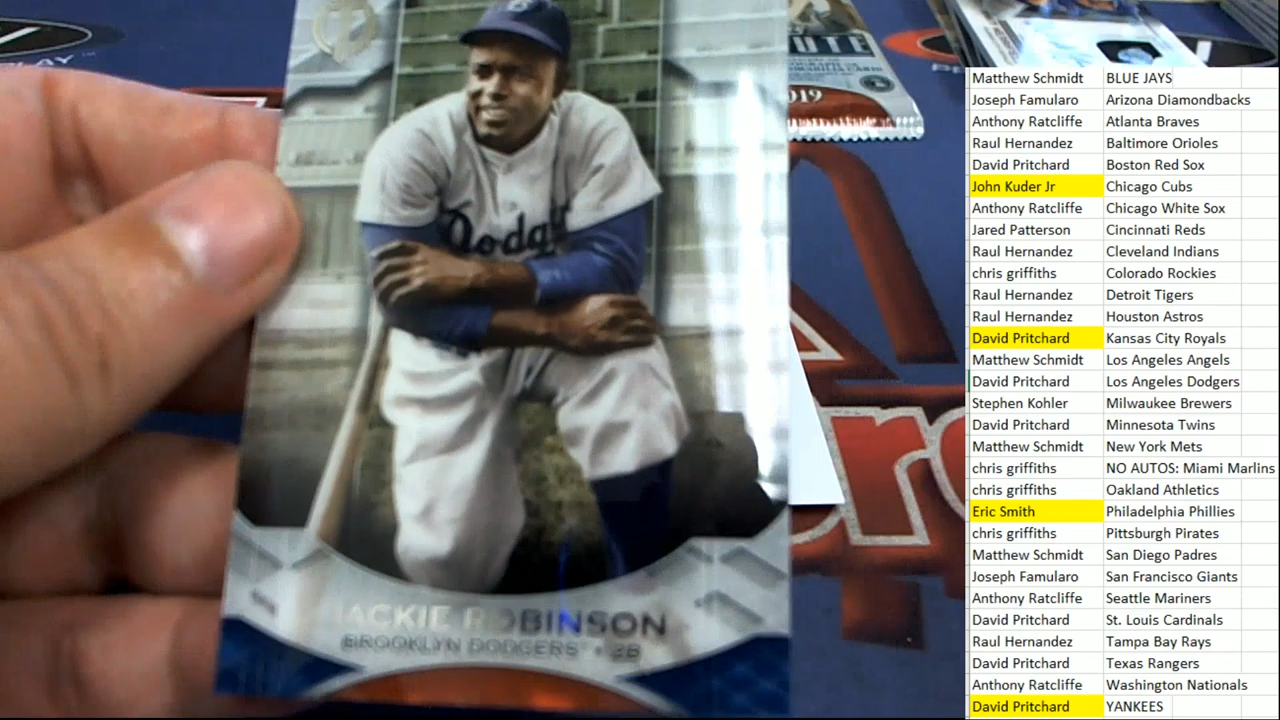 LAY
UTE
MORABILIA CARD
2019
Dodg
JACKIE ROBINSON
BROOKLYN DODGERS • 2B
Matthew Schmidt BLUE JAYS
Joseph Famularo Arizona Diamondbacks
Anthony Ratcliffe Atlanta Braves
Raul Hernandez Baltimore Orioles
David Pritchard Boston Red Sox
John Kuder Jr Chicago Cubs
Anthony Ratcliffe Chicago White Sox
Jared Patterson Cincinnati Reds
Raul Hernandez Cleveland Indians
chris griffiths Colorado Rockies
Raul Hernandez Detroit Tigers
Raul Hernandez Houston Astros
David Pritchard Kansas City Royals
Matthew Schmidt Los Angeles Angels
David Pritchard Los Angeles Dodgers
Stephen Kohler Milwaukee Brewers
David Pritchard Minnesota Twins
Matthew Schmidt New York Mets
chris griffiths NO AUTOS: Miami Marlins
chris griffiths Oakland Athletics
Eric Smith Philadelphia Phillies
chris griffiths Pittsburgh Pirates
Matthew Schmidt San Diego Padres
Joseph Famularo San Francisco Giants
Anthony Ratcliffe Seattle Mariners
David Pritchard St. Louis Cardinals
Raul Hernandez Tampa Bay Rays
David Pritchard Texas Rangers
Anthony Ratcliffe Washington Nationals
David Pritchard YANKEES